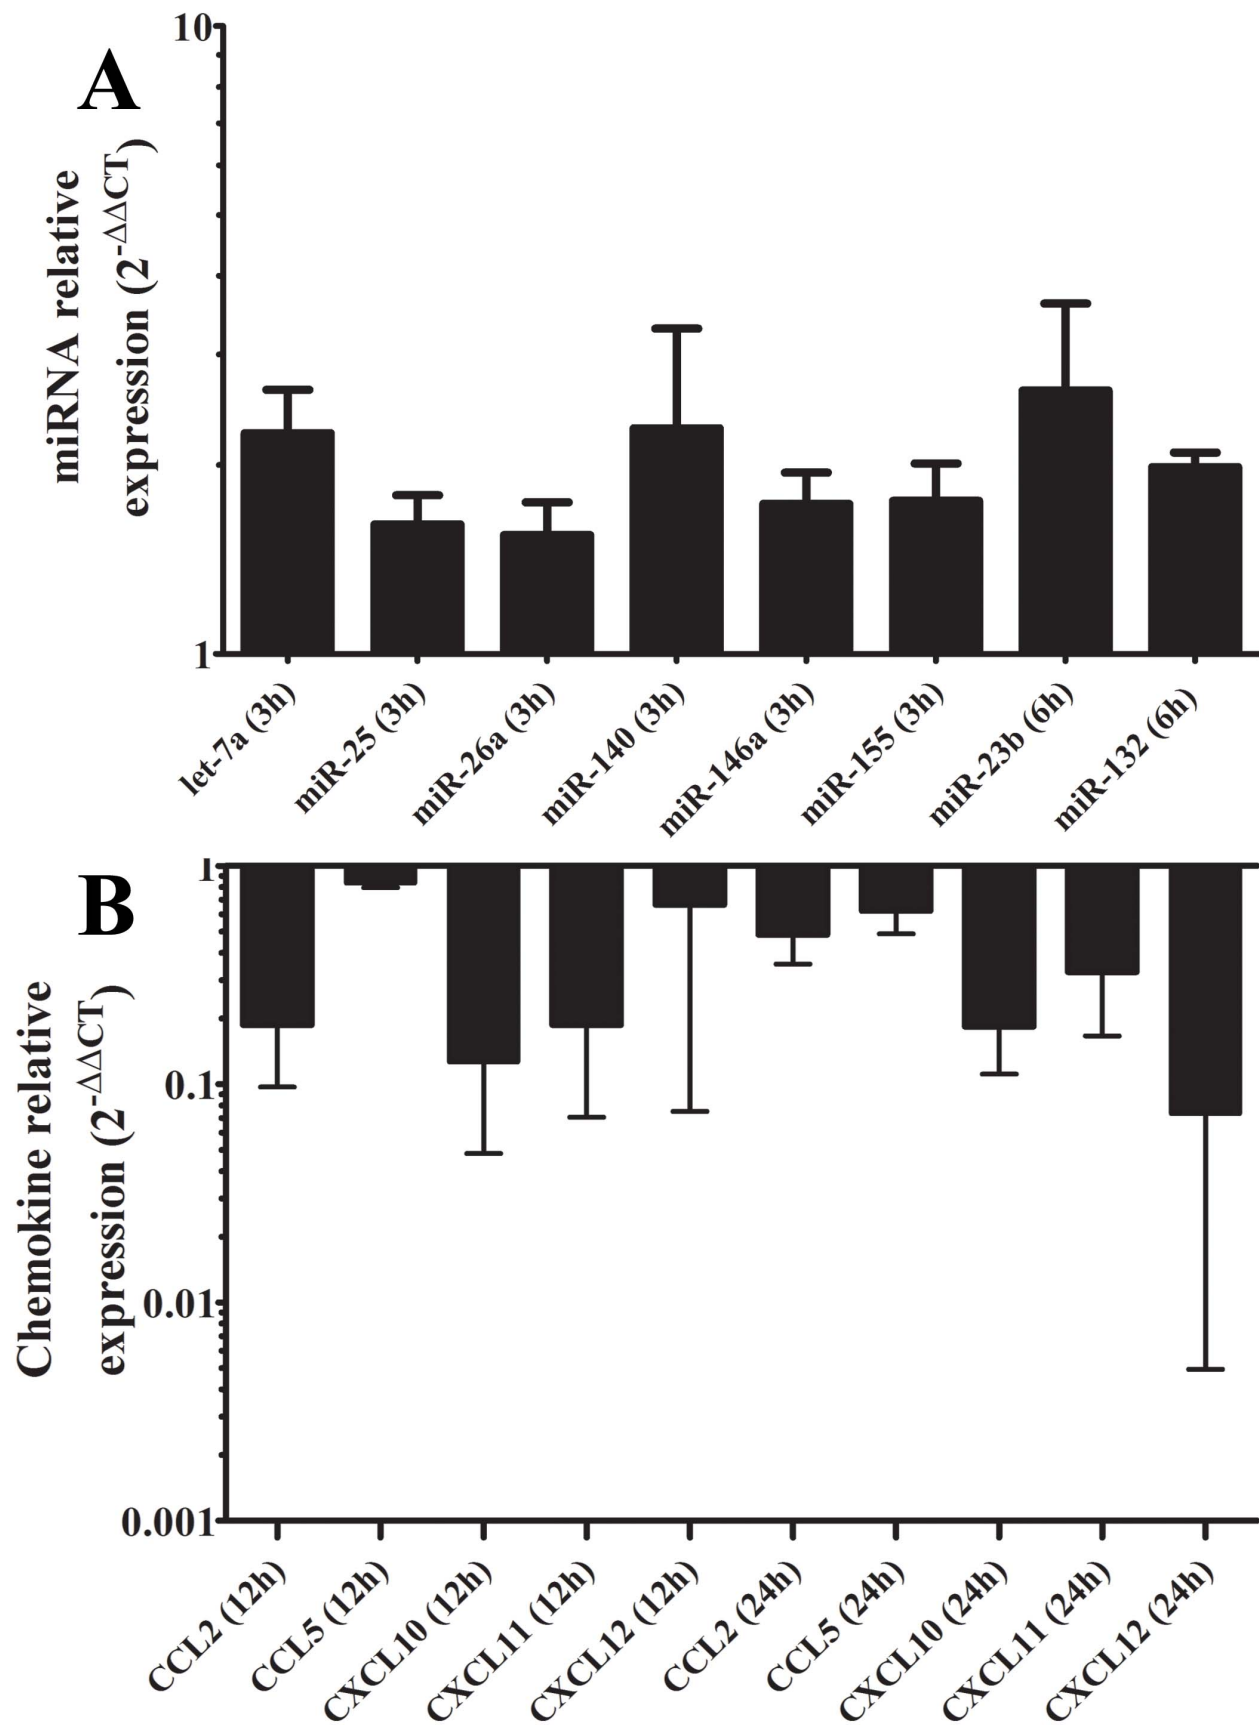 A
miRNA relative
expression (2-ΔΔCT)
10
1
let-7a (3h)
miR-25 (3h)
miR-26a (3h)
miR-140 (3h)
miR-146a (3h)
miR-155 (3h)
miR-23b (6h)
miR-132 (6h)
B
Chemokine relative
expression (2-ΔΔCT)
1
0.1
0.01
0.001
CCL2 (12h)
CCL5 (12h)
CXCL10 (12h)
CXCL11 (12h)
CXCL12 (12h)
CCL2 (24h)
CCL5 (24h)
CXCL10 (24h)
CXCL11 (24h)
CXCL12 (24h)